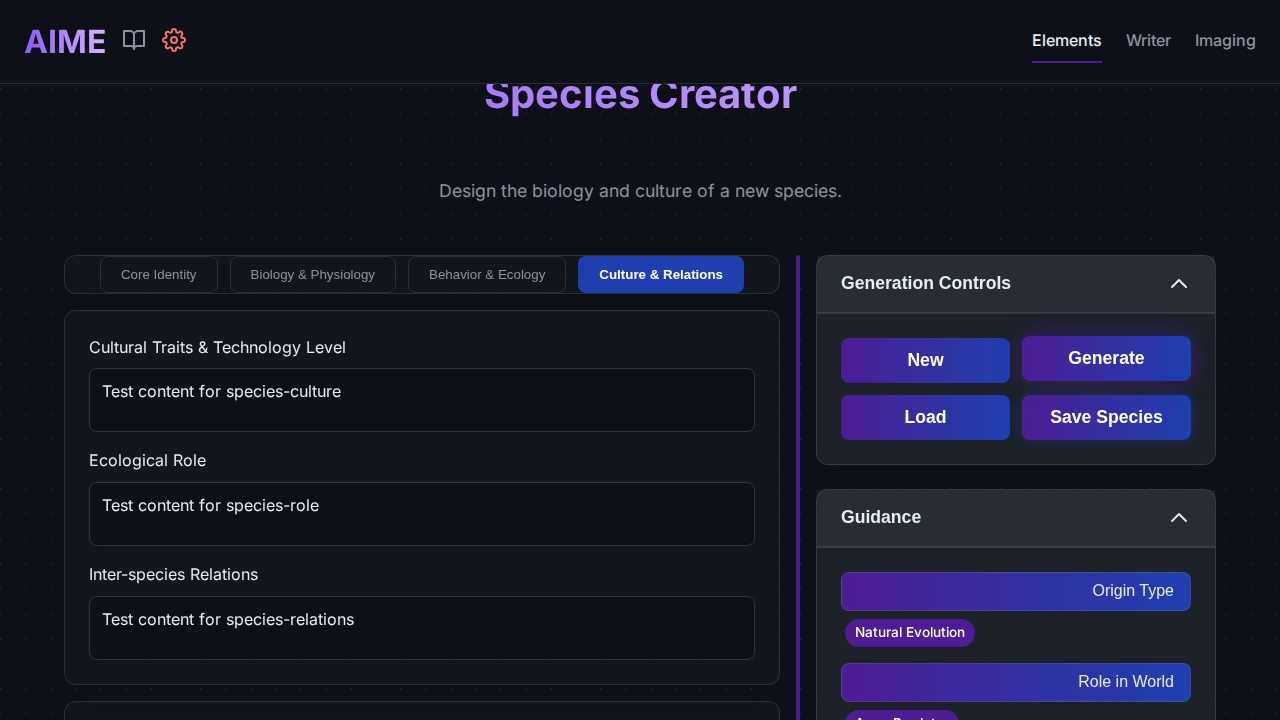 AIME
Elements
Writer
Imaging
Species Creator
Design the biology and culture of a new species.
Core Identity
Biology & Physiology
Behavior & Ecology
Culture & Relations
Cultural Traits & Technology Level
Test content for species-culture
Ecological Role
Test content for species-role
Inter-species Relations
Test content for species-relations
Generation Controls
New
Generate
Load
Save Species
Guidance
Origin Type
Natural Evolution
Role in World